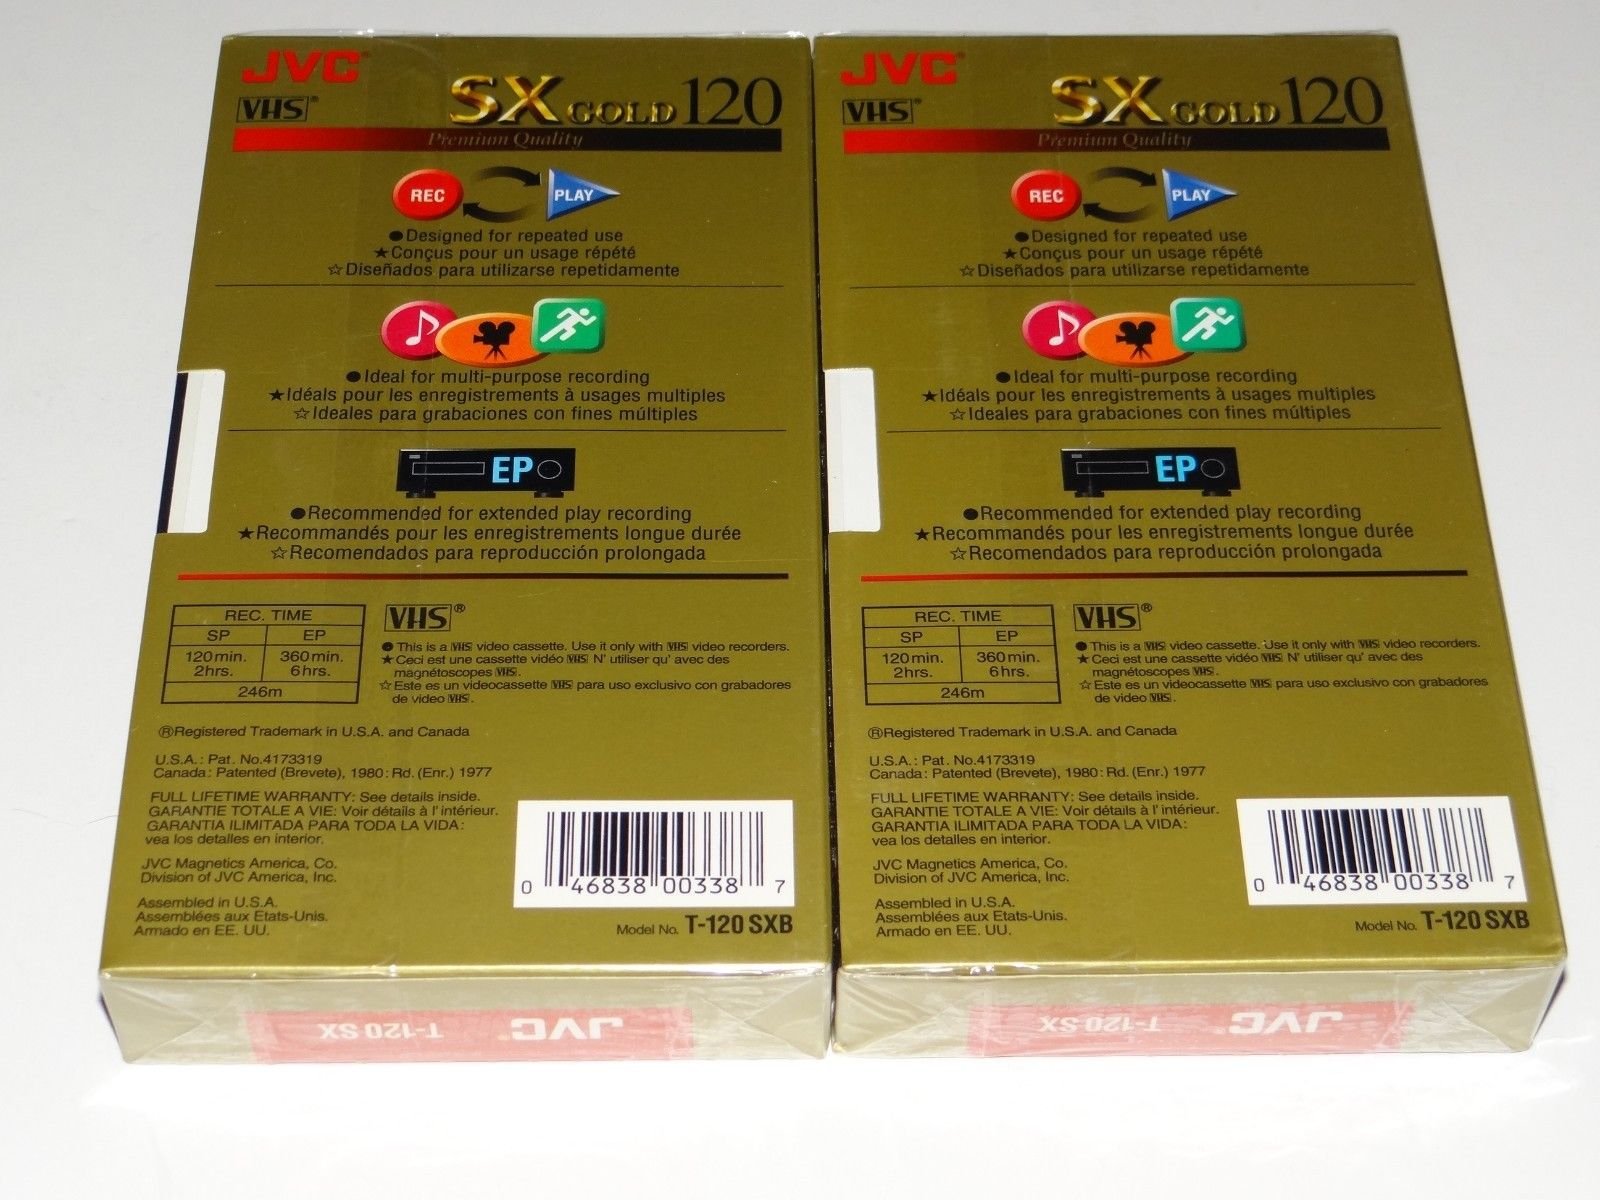 JVC®
VHS®
SX GOLD 120
Premium Quality
REC PLAY
●Designed for repeated use
★Conçus pour un usage répété
☆Diseñados para utilizarse repetidamente
●Ideal for multi-purpose recording
★Idéals pour les enregistrements à usages multiples
☆Ideales para grabaciones con fines múltiples
EP
●Recommended for extended play recording
★Recommandés pour les enregistrements longue durée
☆Recomendados para reproducción prolongada
REC. TIME
SP EP
120min. 360min.
2hrs. 6hrs.
246m
VHS®
●This is a VHS video cassette. Use it only with VHS video recorders.
★Ceci est une cassette vidéo VHS N' utiliser qu' avec des
magnétoscopes VHS.
☆Este es un videocassette VHS para uso exclusivo con grabadores
de video VHS.
®Registered Trademark in U.S.A. and Canada
U.S.A.: Pat. No.4173319
Canada: Patented (Brevete), 1980: Rd. (Enr.) 1977
FULL LIFETIME WARRANTY: See details inside.
GARANTIE TOTALE A VIE: Voir détails à l' intérieur.
GARANTIA ILIMITADA PARA TODA LA VIDA:
vea los detalles en interior.
JVC Magnetics America, Co.
Division of JVC America, Inc.
Assembled in U.S.A.
Assemblées aux Etats-Unis.
Armado en EE. UU.
0 46838 00338 7
Model No. T-120 SXB
JVC® T-120 SX
JVC®
VHS®
SX GOLD 120
Premium Quality
REC PLAY
●Designed for repeated use
★Conçus pour un usage répété
☆Diseñados para utilizarse repetidamente
●Ideal for multi-purpose recording
★Idéals pour les enregistrements à usages multiples
☆Ideales para grabaciones con fines múltiples
EP
●Recommended for extended play recording
★Recommandés pour les enregistrements longue durée
☆Recomendados para reproducción prolongada
REC. TIME
SP EP
120min. 360min.
2hrs. 6hrs.
246m
VHS®
●This is a VHS video cassette. Use it only with VHS video recorders.
★Ceci est une cassette vidéo VHS N' utiliser qu' avec des
magnétoscopes VHS.
☆Este es un videocassette VHS para uso exclusivo con grabadores
de video VHS.
®Registered Trademark in U.S.A. and Canada
U.S.A.: Pat. No.4173319
Canada: Patented (Brevete), 1980: Rd. (Enr.) 1977
FULL LIFETIME WARRANTY: See details inside.
GARANTIE TOTALE A VIE: Voir détails à l' intérieur.
GARANTIA ILIMITADA PARA TODA LA VIDA:
vea los detalles en interior.
JVC Magnetics America, Co.
Division of JVC America, Inc.
Assembled in U.S.A.
Assemblées aux Etats-Unis.
Armado en EE. UU.
0 46838 00338 7
Model No. T-120 SXB
JVC® T-120 SX